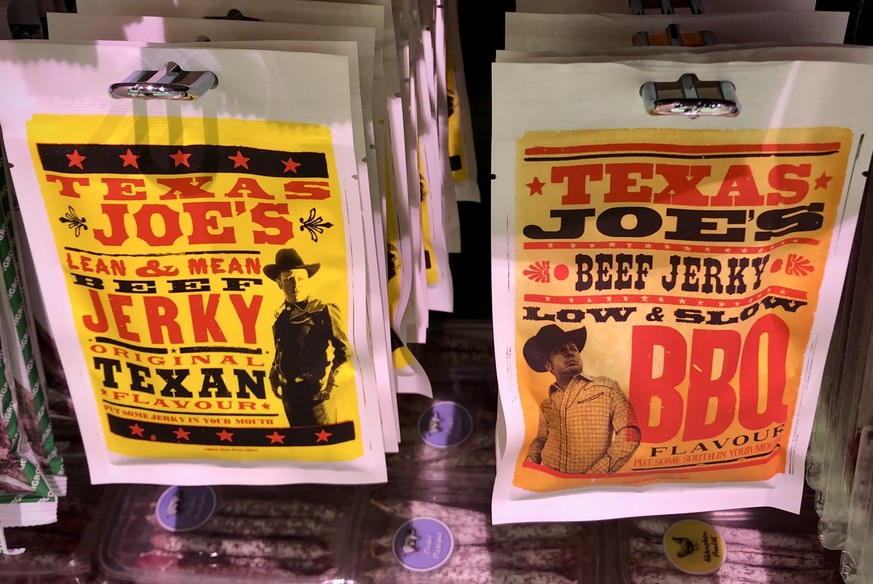 TEXAS
JOE'S
LEAN & MEAN
BEEF
JERKY
ORIGINAL
TEXAN
FLAVOUR
PUT SOME JERKY IN YOUR MOUTH
TEXAS
JOE'S
BEEF JERKY
LOW & SLOW
BBQ
FLAVOUR
PUT SOME SOUTH IN YOUR MOUTH